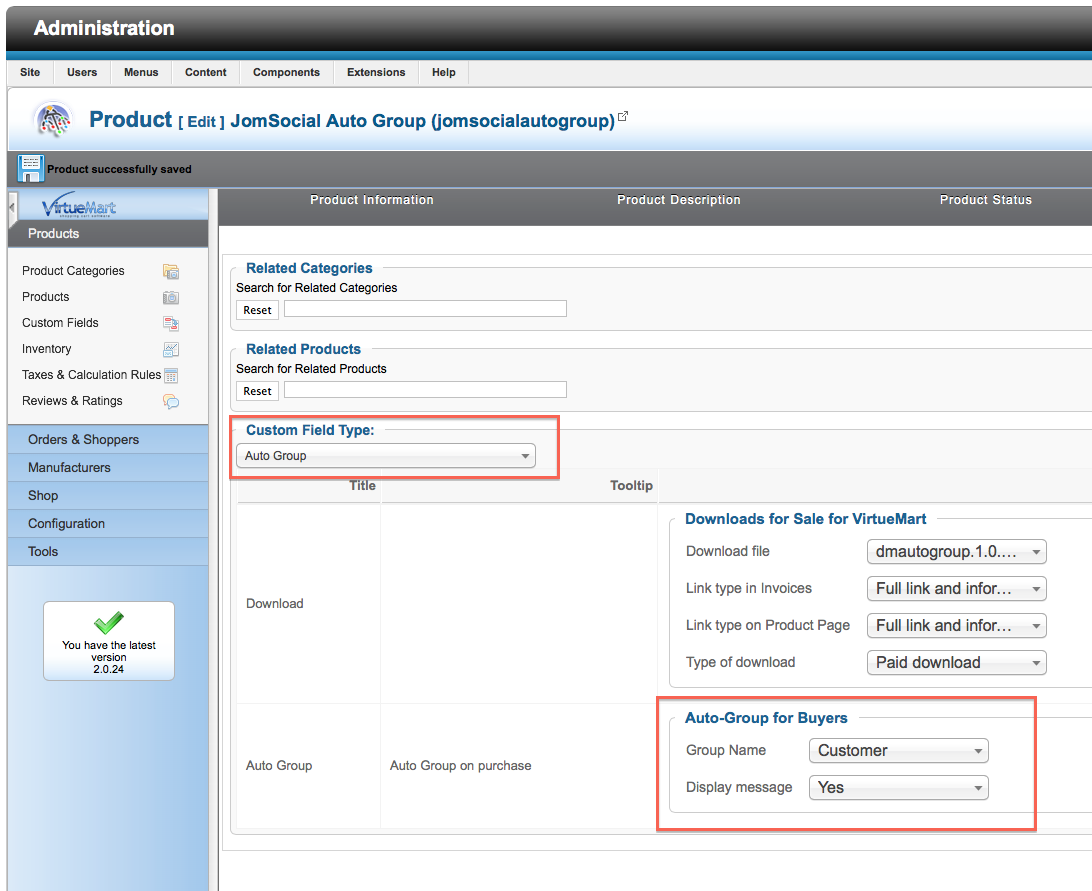 Administration
Site Users Menus Content Components Extensions Help
Product [ Edit ] JomSocial Auto Group (jomsocialautogroup)
Product successfully saved
VirtueMart
shopping cart software
Products
Product Categories
Products
Custom Fields
Inventory
Taxes & Calculation Rules
Reviews & Ratings
Orders & Shoppers
Manufacturers
Shop
Configuration
Tools
You have the latest
version
2.0.24
Product Information Product Description Product Status
Related Categories
Search for Related Categories
Reset
Related Products
Search for Related Products
Reset
Custom Field Type:
Auto Group
Title Tooltip
Download
Downloads for Sale for VirtueMart
Download file dmautogroup.1.0....
Link type in Invoices Full link and infor...
Link type on Product Page Full link and infor...
Type of download Paid download
Auto Group Auto Group on purchase
Auto-Group for Buyers
Group Name Customer
Display message Yes